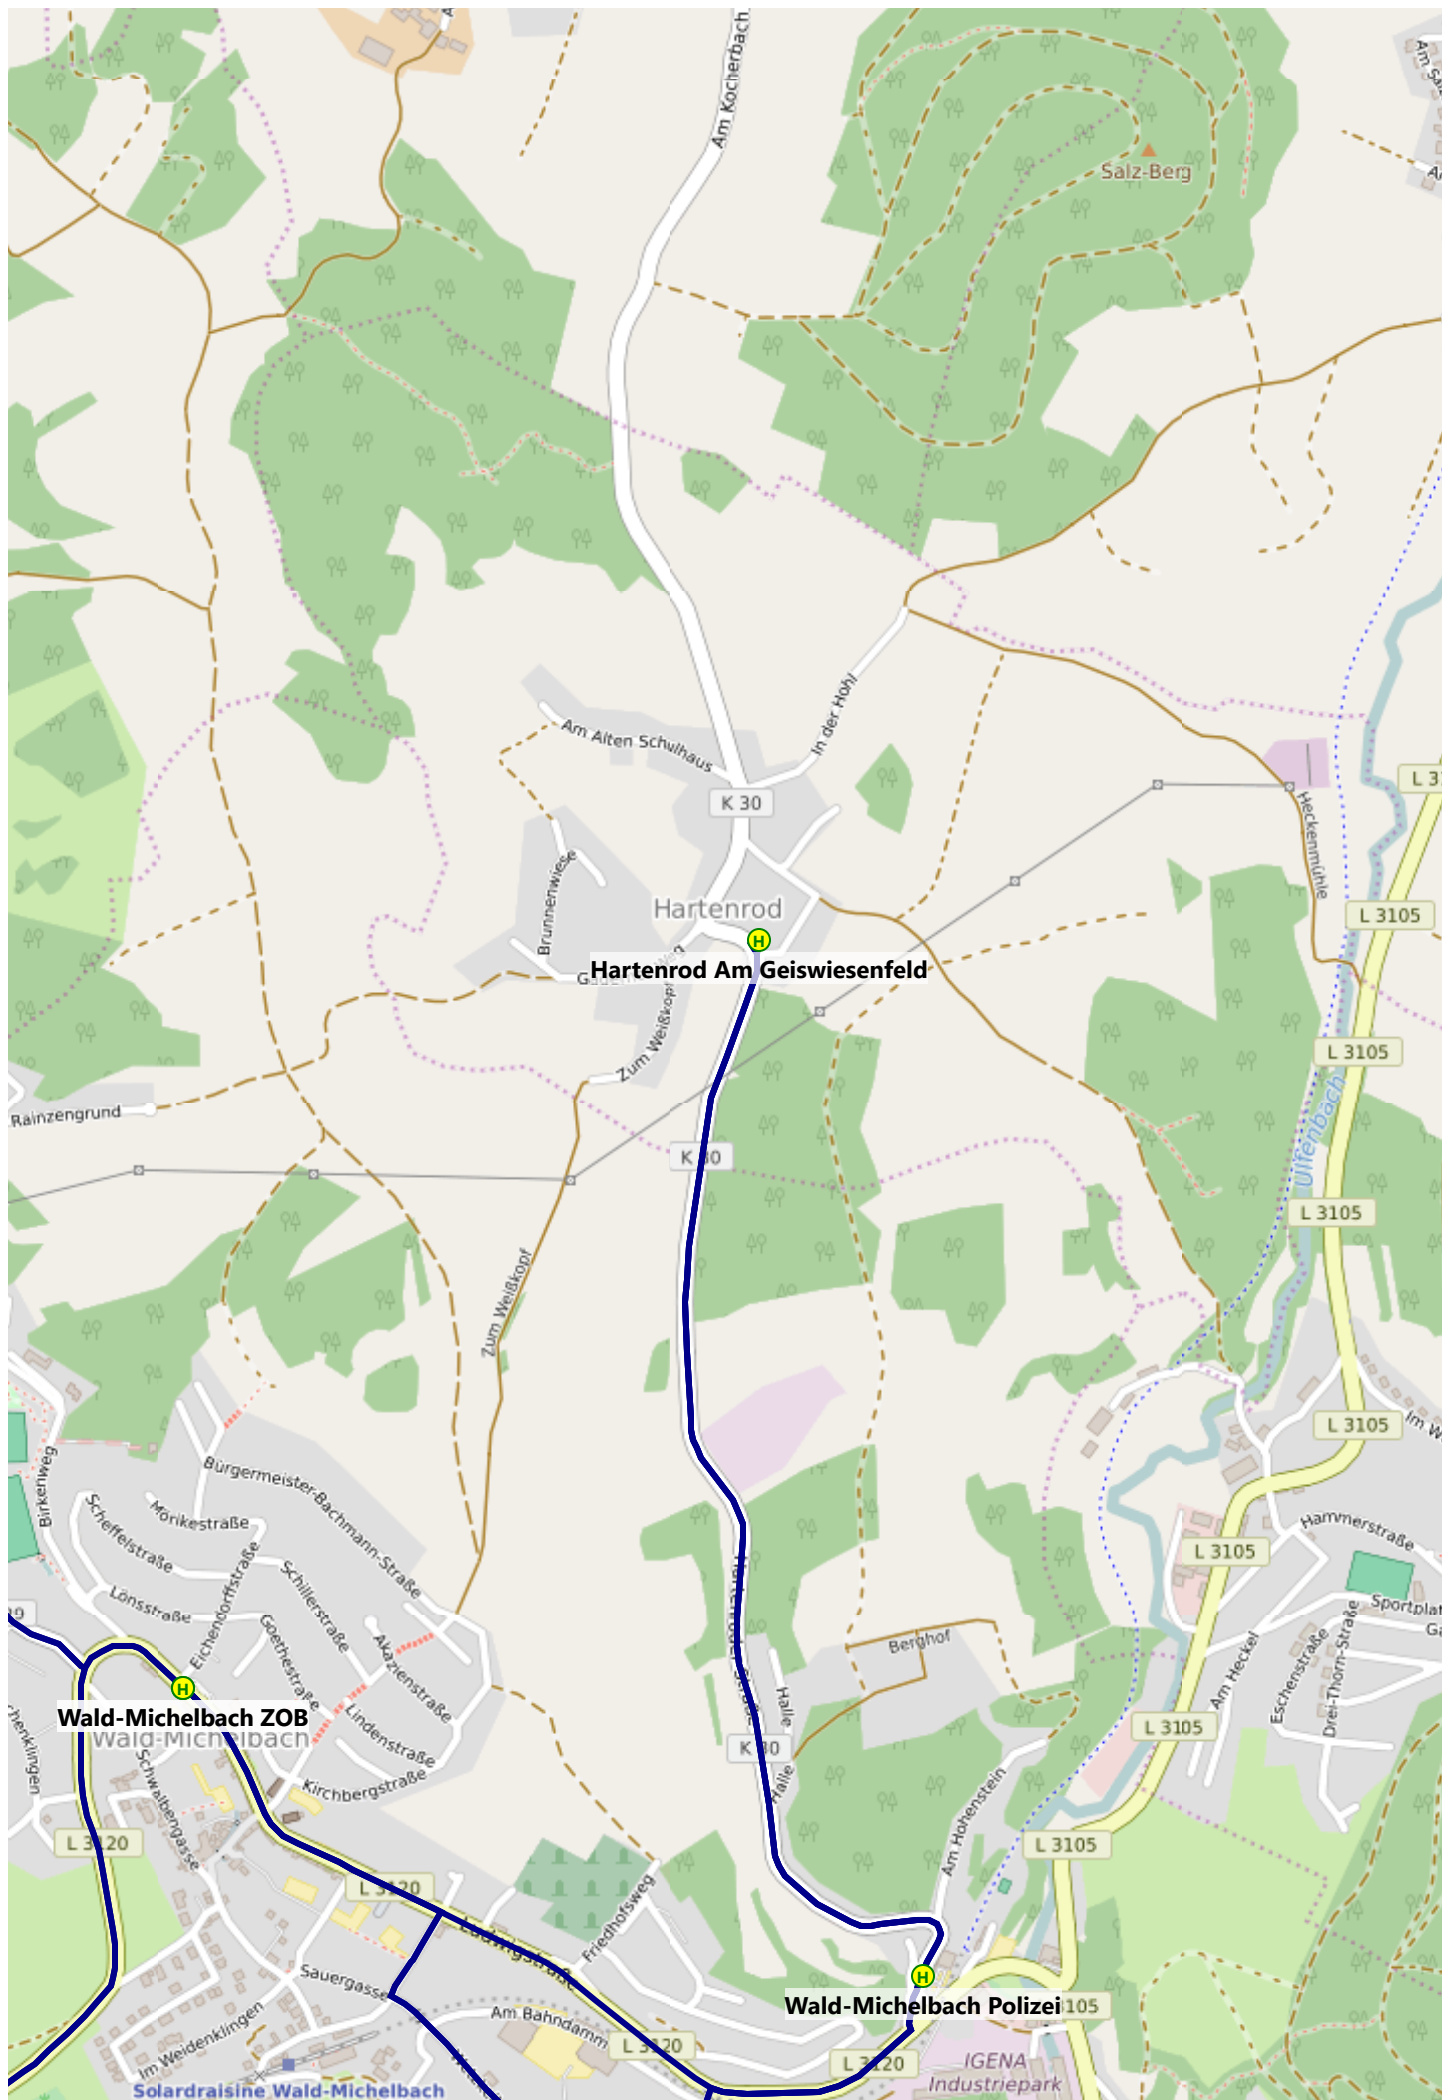 Am Kocherbach
Salz-Berg
Am Alten Schulhaus
In der Hohl
K 30
Heckenmühle
L 3105
Brunnenwiese
Hartenrod
Hartenrod Am Geiswiesenfeld
Zum Weißkopf
L 3105
Ulfenbach
Rainzengrund
K 30
L 3105
Zum Weißkopf
L 3105
Birkenweg
Bürgermeister-Bachmann-Straße
Mörikestraße
Scheffelstraße
Hammerstraße
L 3105
Schillerstraße
Eichendorffstraße
Lönsstraße
Hartenroder Straße
Goethestraße
Akazienstraße
Berghof
Am Heckel
Eschenstraße
Drei-Thorn-Straße
Wald-Michelbach ZOB
Wald-Michelbach
Halle
Lindenstraße
L 3105
K 30
Schwalbengasse
Kirchbergstraße
Halle
Am Hohenstein
L 3120
L 3105
L 3120
Ludwigstraße
Friedhofsweg
Sauergasse
Wald-Michelbach Polizei
Im Weidenklingen
Am Bahndamm
L 3120
L 3120
IGENA
Industriepark
Solardraisine Wald-Michelbach